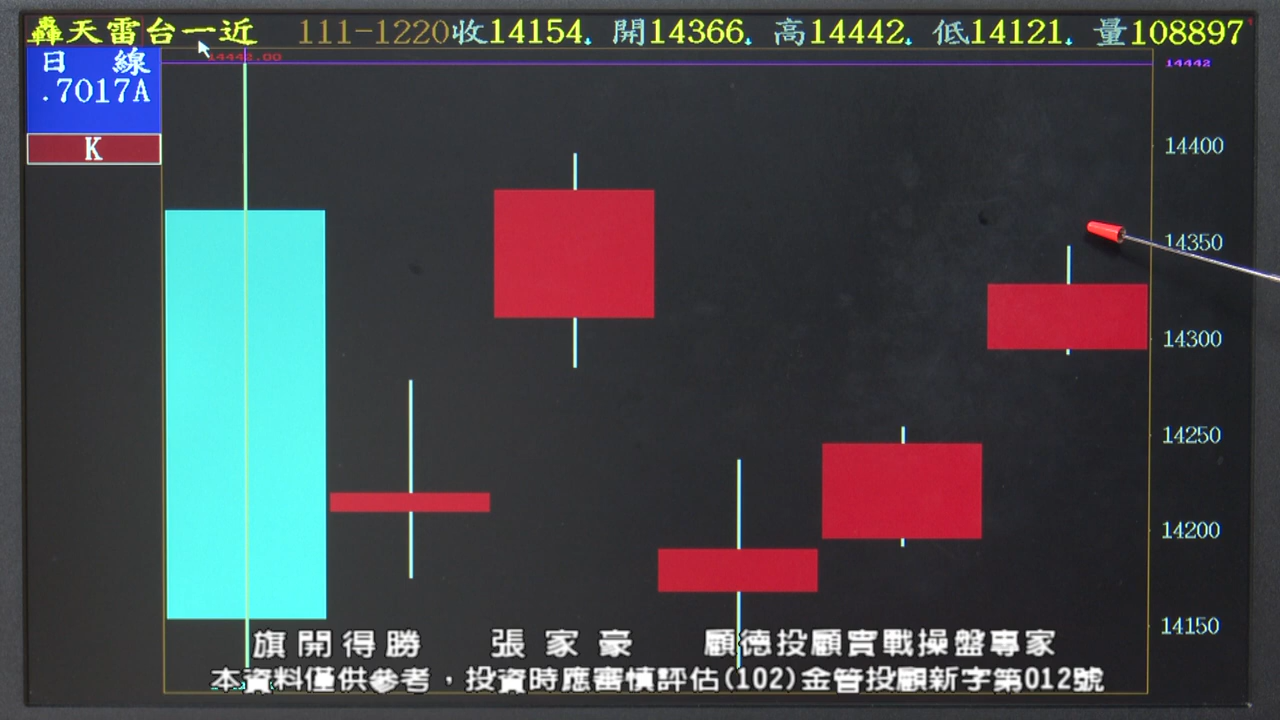 轟天雷台一近 111-1220收14154. 開14366. 高14442. 低14121. 量108897
14442.00
14442
日 線
.7017A
K
14400
14350
14300
14250
14200
14150
旗開得勝 張家豪 顧德投顧實戰操盤專家
本資料僅供參考，投資時應審慎評估(102)金管投顧新字第012號